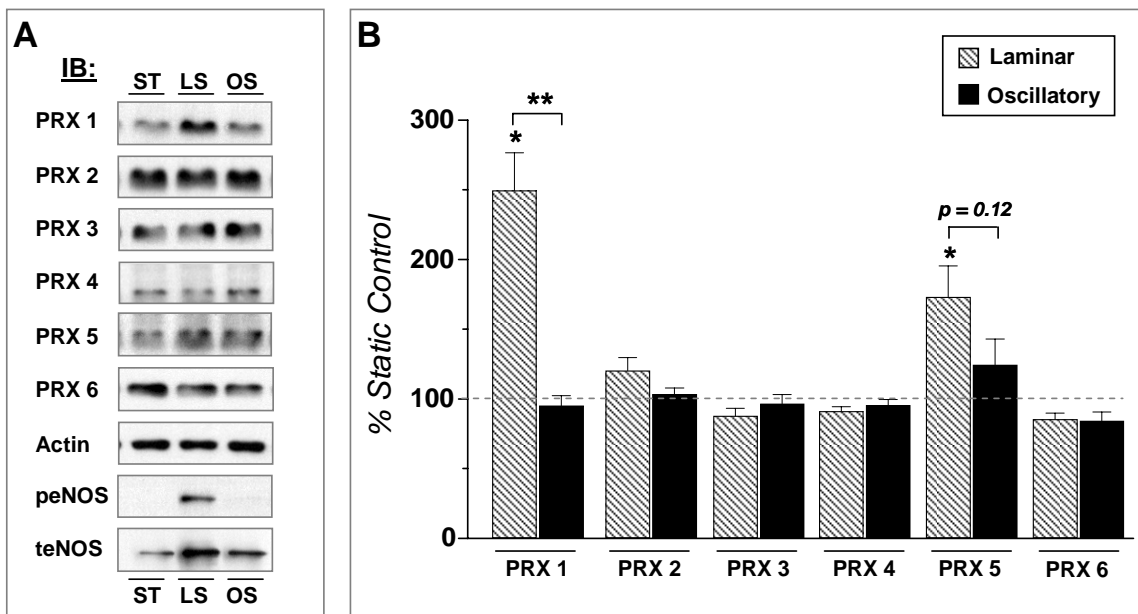 A
IB:
ST LS OS
PRX 1
PRX 2
PRX 3
PRX 4
PRX 5
PRX 6
Actin
peNOS
teNOS
ST LS OS
B
Laminar
Oscillatory
% Static Control
300
200
100
0
**
*
p = 0.12
*
PRX 1 PRX 2 PRX 3 PRX 4 PRX 5 PRX 6